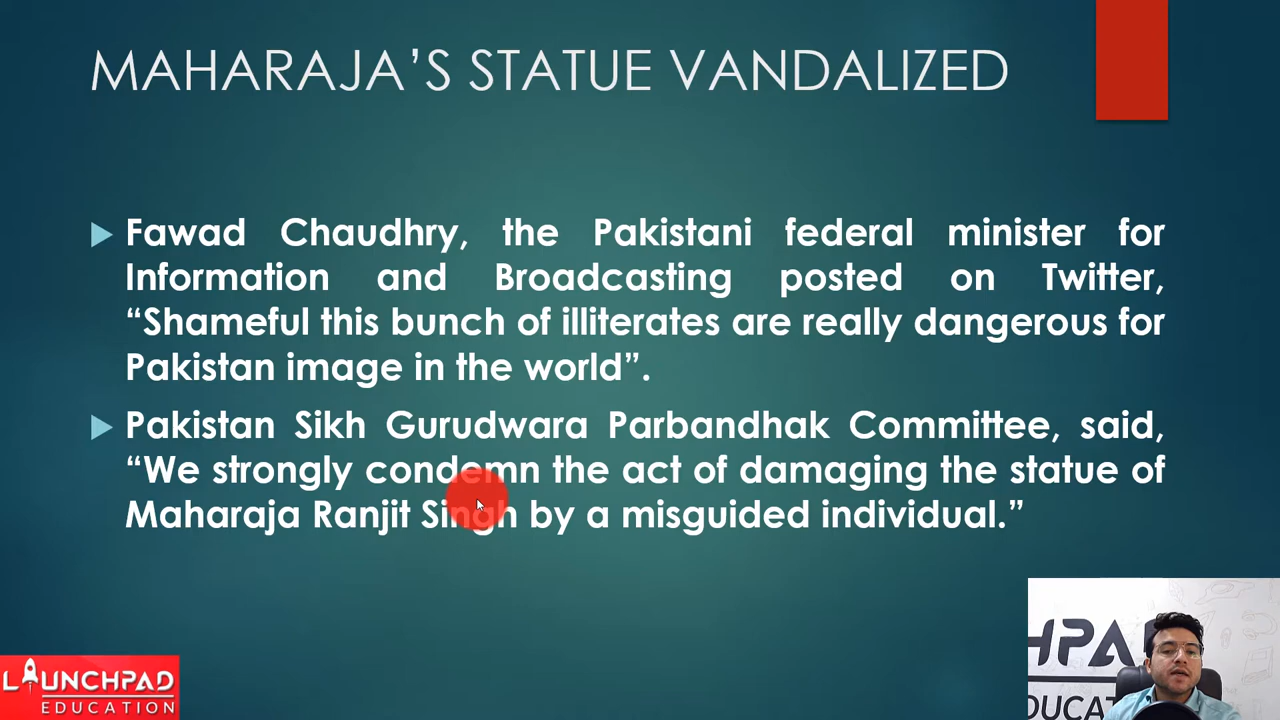 MAHARAJA’S STATUE VANDALIZED
Fawad Chaudhry, the Pakistani federal minister for
Information and Broadcasting posted on Twitter,
“Shameful this bunch of illiterates are really dangerous for
Pakistan image in the world”.
Pakistan Sikh Gurudwara Parbandhak Committee, said,
“We strongly condemn the act of damaging the statue of
Maharaja Ranjit Singh by a misguided individual.”
LAUNCHPAD
EDUCATION